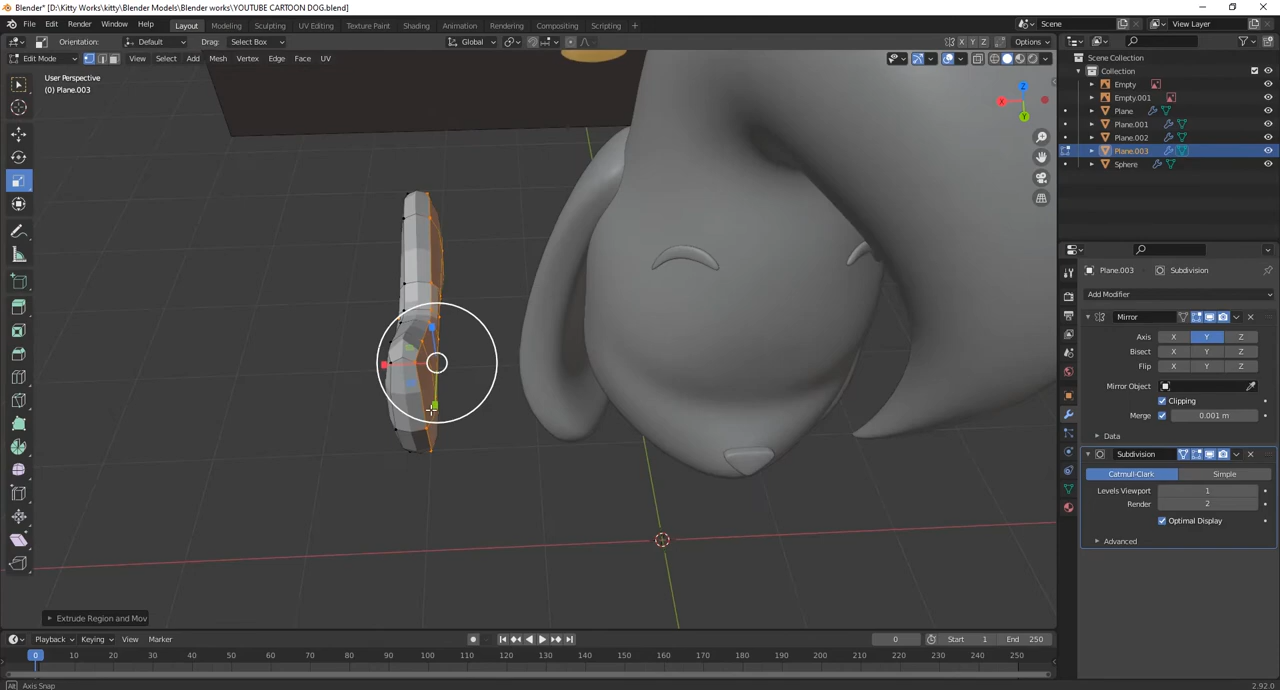 Blender* [D:\Kitty Works\kitty\Blender Models\Blender works\YOUTUBE CARTOON DOG.blend]
File Edit Render Window Help Layout Modeling Sculpting UV Editing Texture Paint Shading Animation Rendering Compositing Scripting + Scene View Layer
Orientation: Default Drag: Select Box Global X Y Z Options
Edit Mode View Select Add Mesh Vertex Edge Face UV
User Perspective
(0) Plane.003
X
Y
Z
Scene Collection
Collection
Empty
Empty.001
Plane
Plane.001
Plane.002
Plane.003
Sphere
Plane.003 Subdivision
Add Modifier
Mirror
Axis X Y Z
Bisect X Y Z
Flip X Y Z
Mirror Object
Clipping
Merge 0.001 m
Data
Subdivision
Catmull-Clark Simple
Levels Viewport 1
Render 2
Optimal Display
Advanced
Extrude Region and Mov
Playback Keying View Marker 0 Start 1 End 250
0 10 20 30 40 50 60 70 80 90 100 110 120 130 140 150 160 170 180 190 200 210 220 230 240 250
Alt Axis Snap 2.92.0